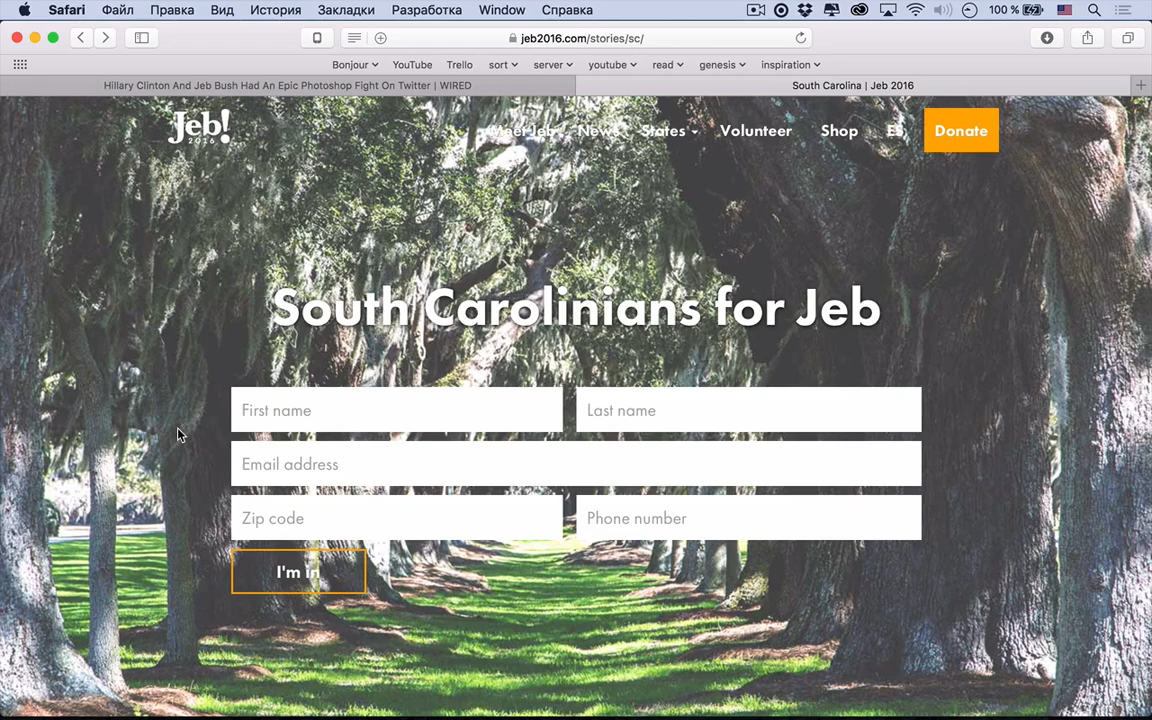 Safari Файл Правка Вид История Закладки Разработка Window Справка 100 %
jeb2016.com/stories/sc/
Bonjour YouTube Trello sort server youtube read genesis inspiration
Hillary Clinton And Jeb Bush Had An Epic Photoshop Fight On Twitter | WIRED South Carolina | Jeb 2016
Jeb! Meet Jeb News States Volunteer Shop ES Donate
2016
South Carolinians for Jeb
First name Last name
Email address
Zip code Phone number
I'm in